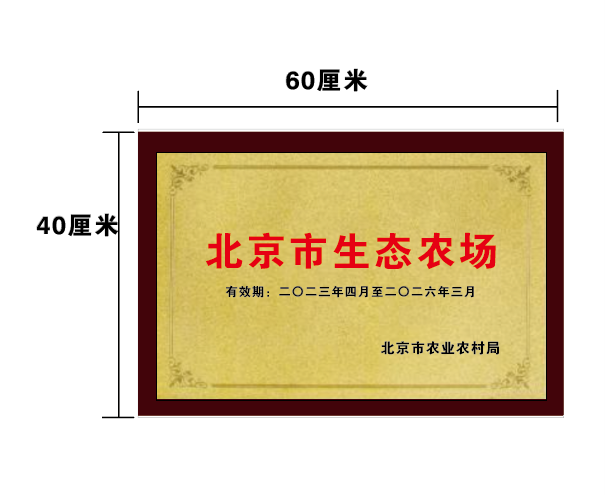 60厘米
40厘米
北京市生态农场
有效期：二〇二三年四月至二〇二六年三月
北京市农业农村局